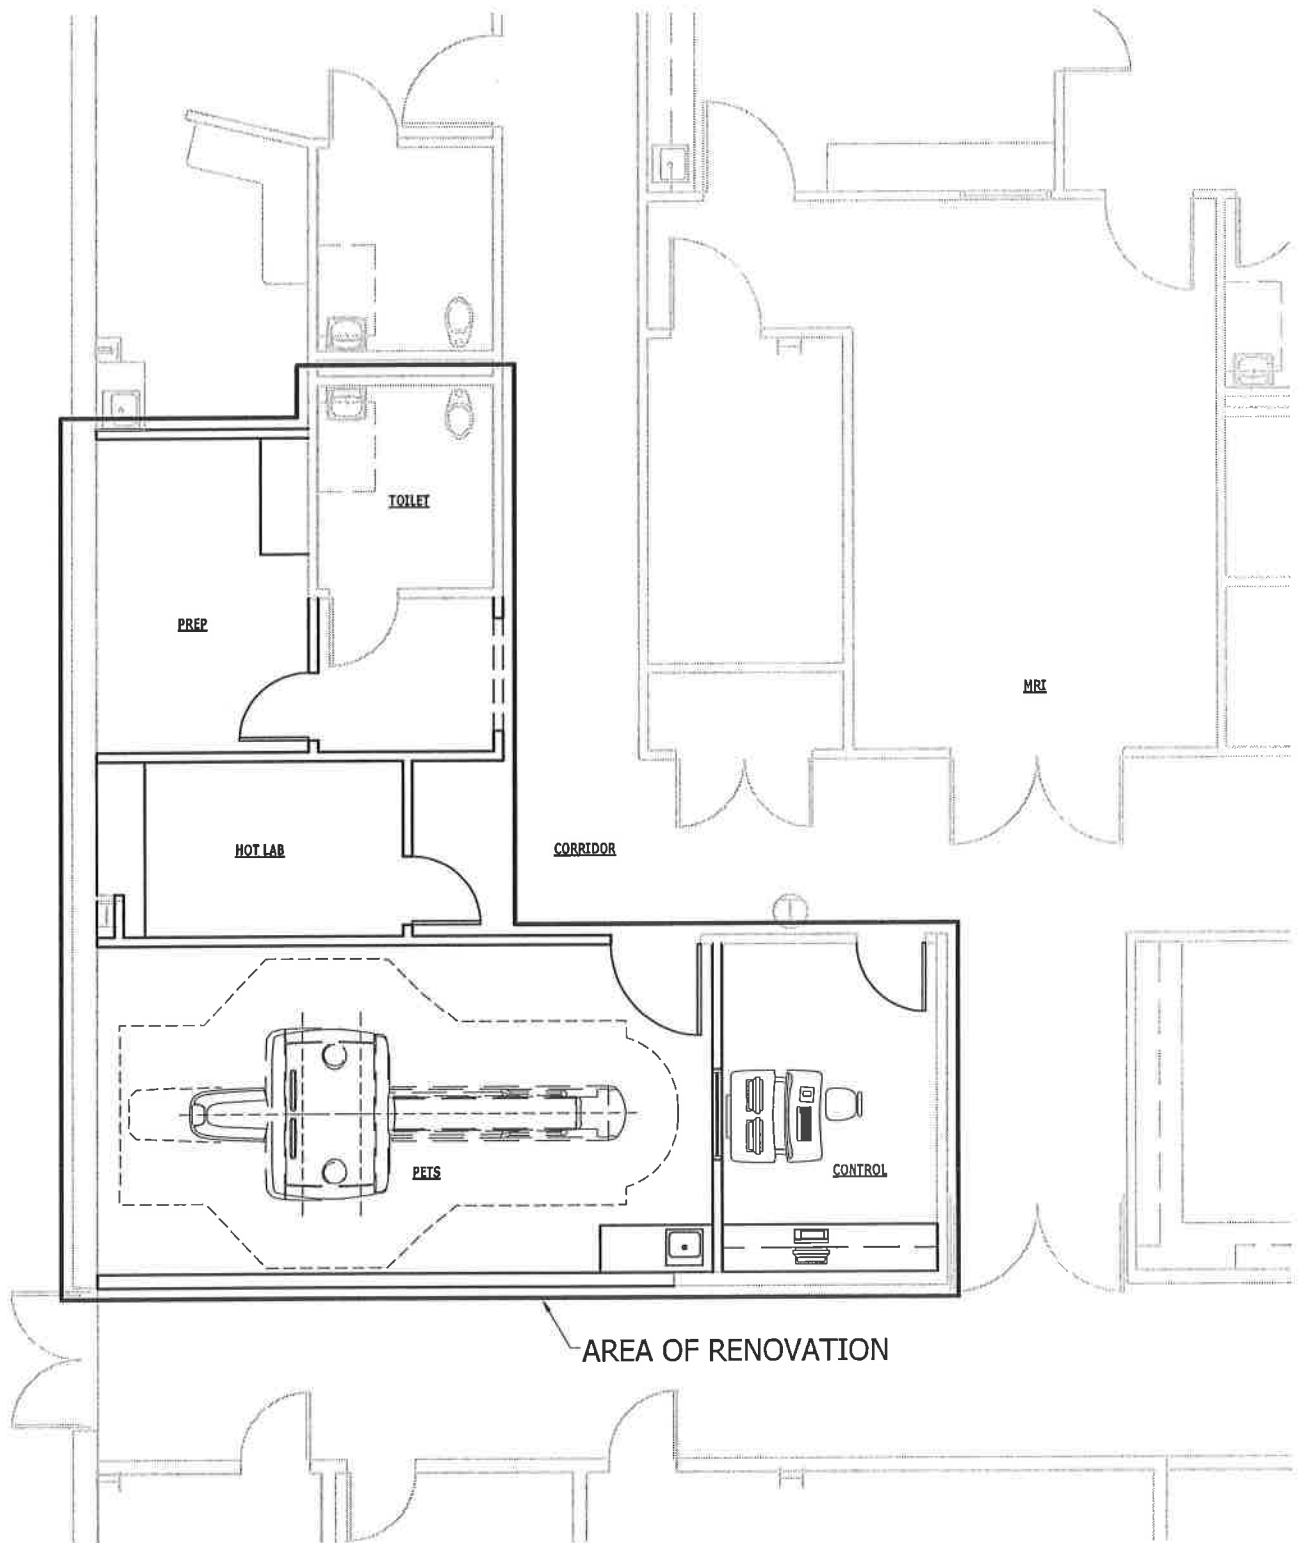 TOILET
PREP
MRI
HOT LAB
CORRIDOR
PETS
CONTROL
AREA OF RENOVATION